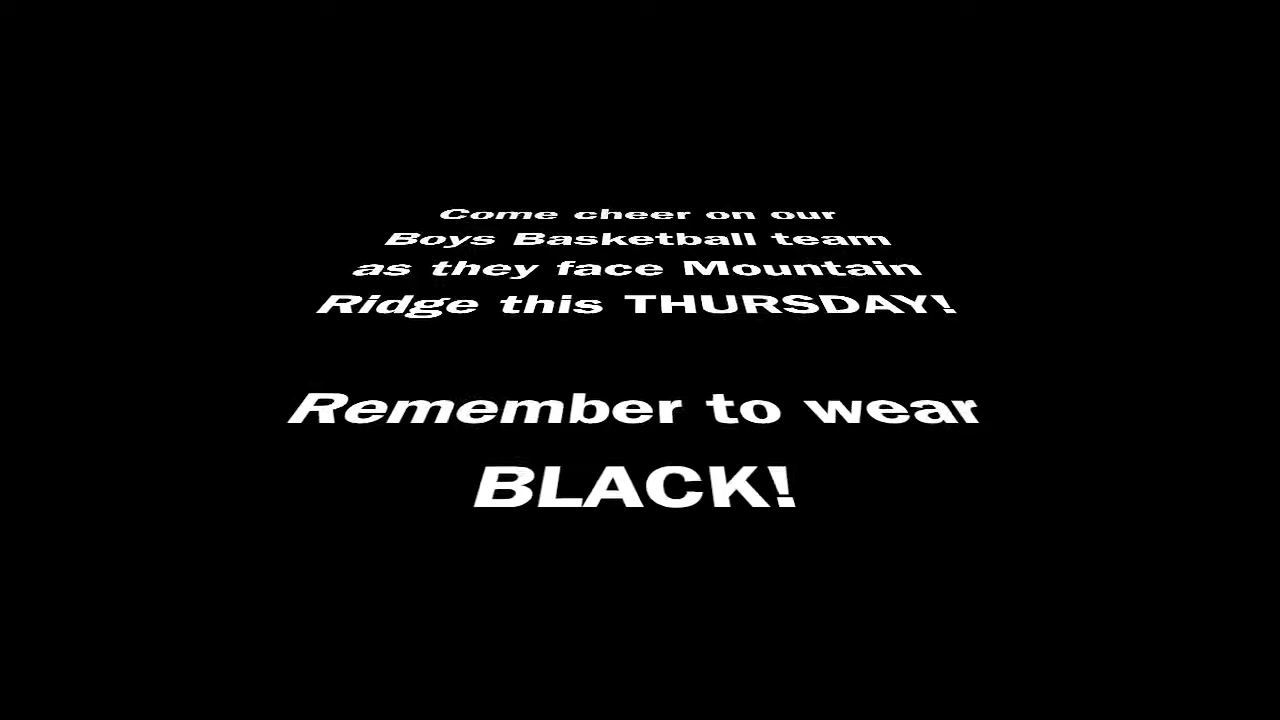 Come cheer on our
Boys Basketball team
as they face Mountain
Ridge this THURSDAY!
Remember to wear
BLACK!